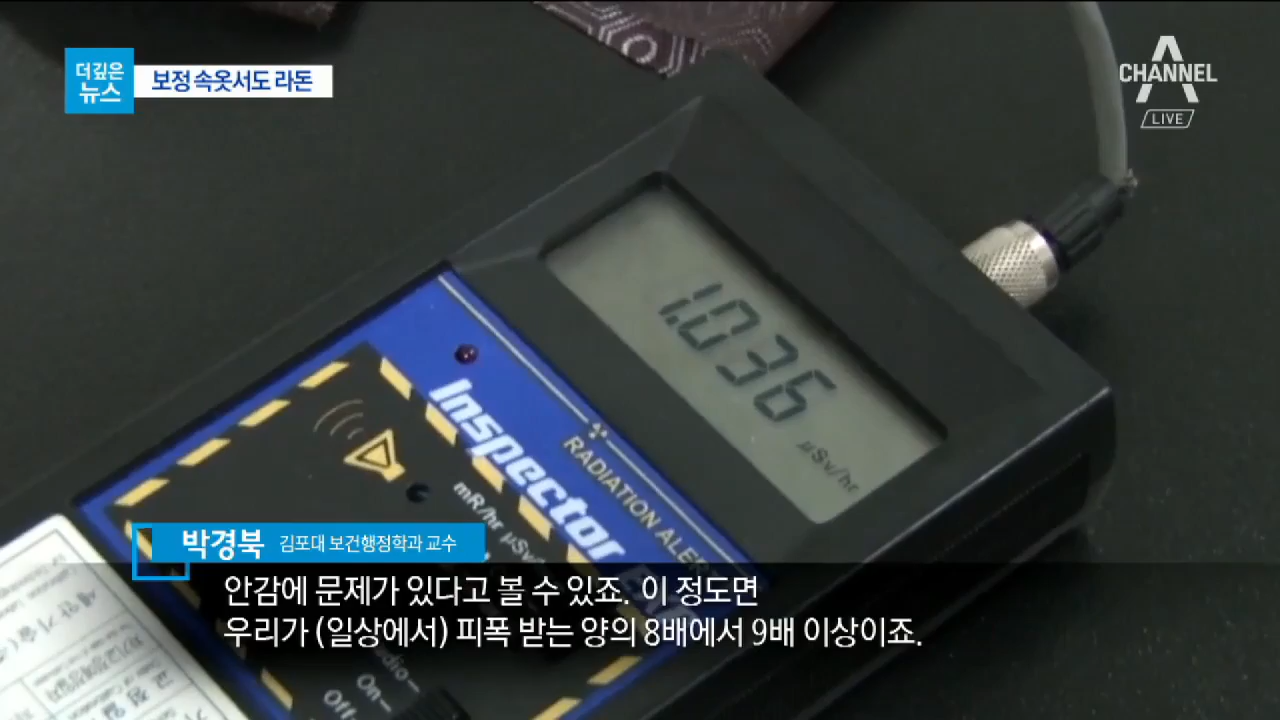 더깊은
뉴스
보정 속옷서도 라돈
CHANNEL A
LIVE
1.036
µSv/hr
Inspector
RADIATION ALERT
mR/hr µSv
박경북 김포대 보건행정학과 교수
안감에 문제가 있다고 볼 수 있죠. 이 정도면
우리가 (일상에서) 피폭 받는 양의 8배에서 9배 이상이죠.
On
Off